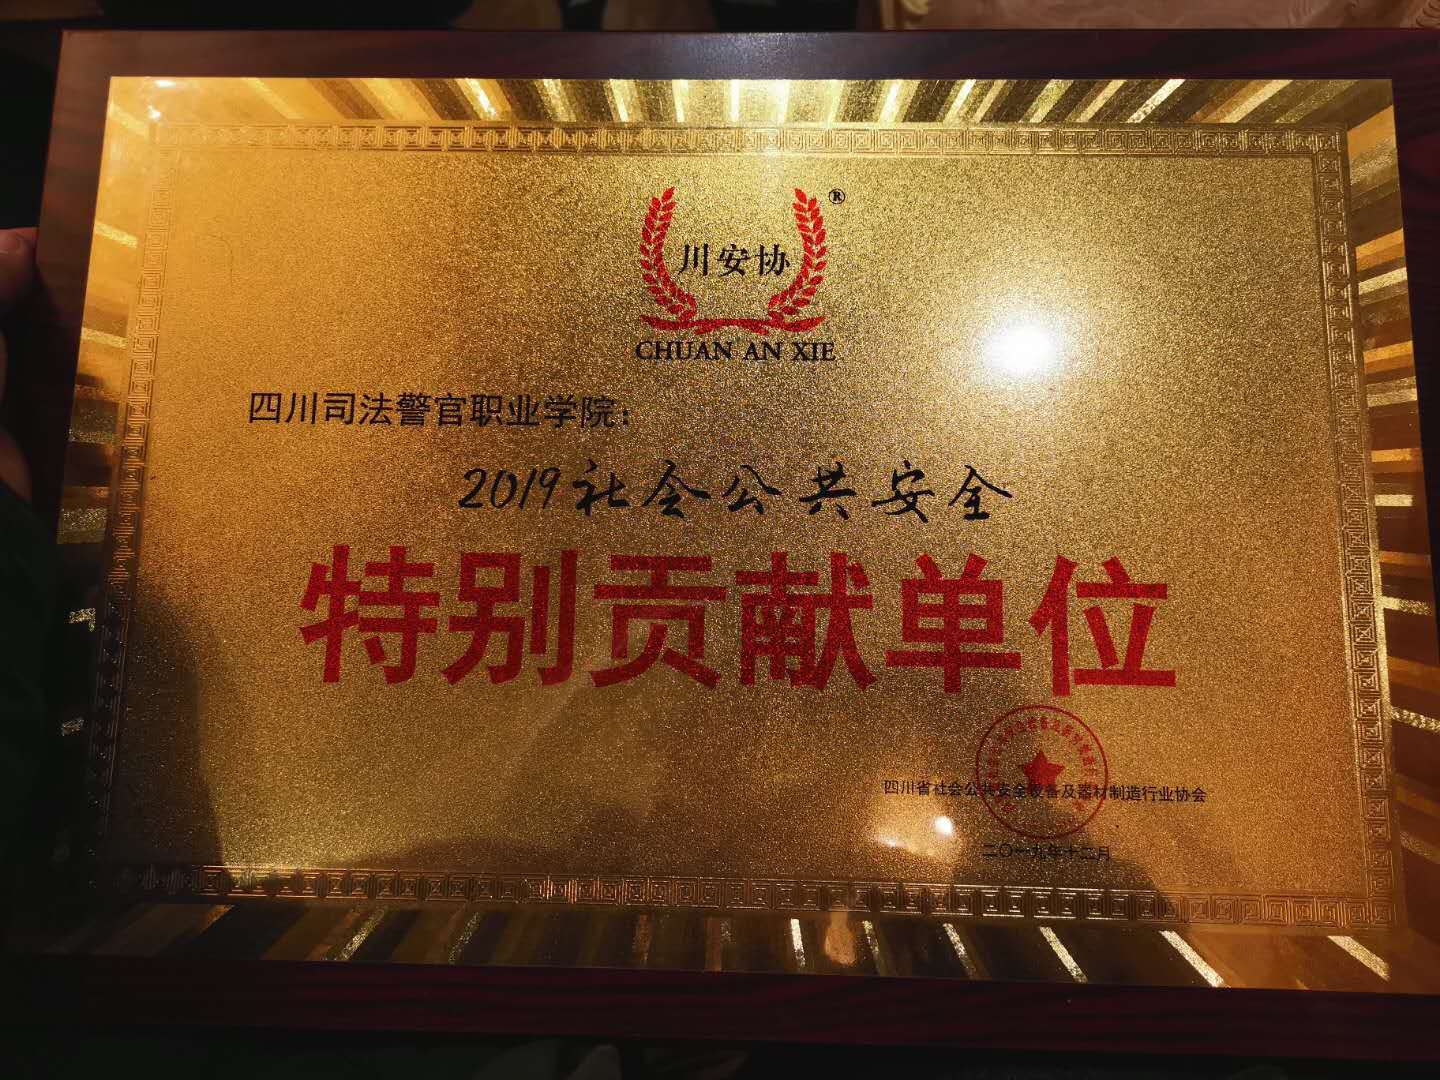 ®
川安协
CHUAN AN XIE
四川司法警官职业学院：
2019社会公共安全
特别贡献单位
四川省社会公共安全设备及器材制造行业协会
二〇一九年十二月